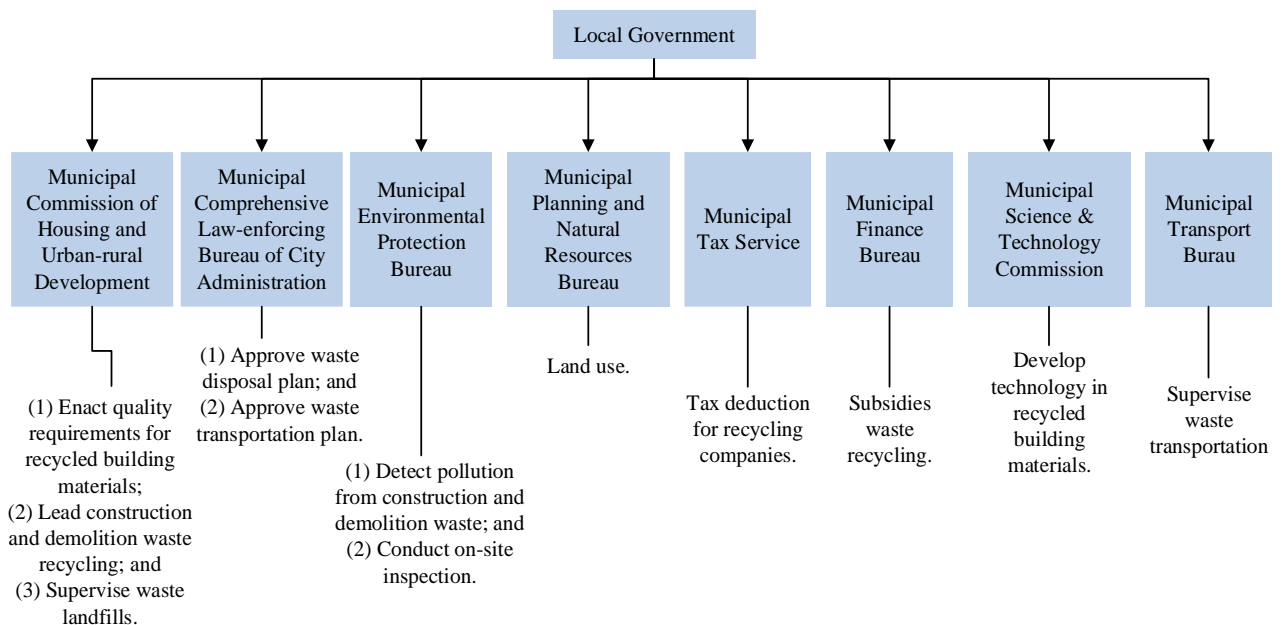 Local Government
Municipal
Commission of
Housing and
Urban-rural
Development
Municipal
Comprehensive
Law-enforcing
Bureau of City
Administration
Municipal
Environmental
Protection
Bureau
Municipal
Planning and
Natural
Resources
Bureau
Municipal
Tax Service
Municipal
Finance
Bureau
Municipal
Science &
Technology
Commission
Municipal
Transport
Burau
(1) Enact quality
requirements for
recycled building
materials;
(2) Lead construction
and demolition waste
recycling; and
(3) Supervise waste
landfills.
(1) Approve waste
disposal plan; and
(2) Approve waste
transportation plan.
(1) Detect pollution
from construction and
demolition waste; and
(2) Conduct on-site
inspection.
Land use.
Tax deduction
for recycling
companies.
Subsidies
waste
recycling.
Develop
technology in
recycled
building
materials.
Supervise
waste
transportation